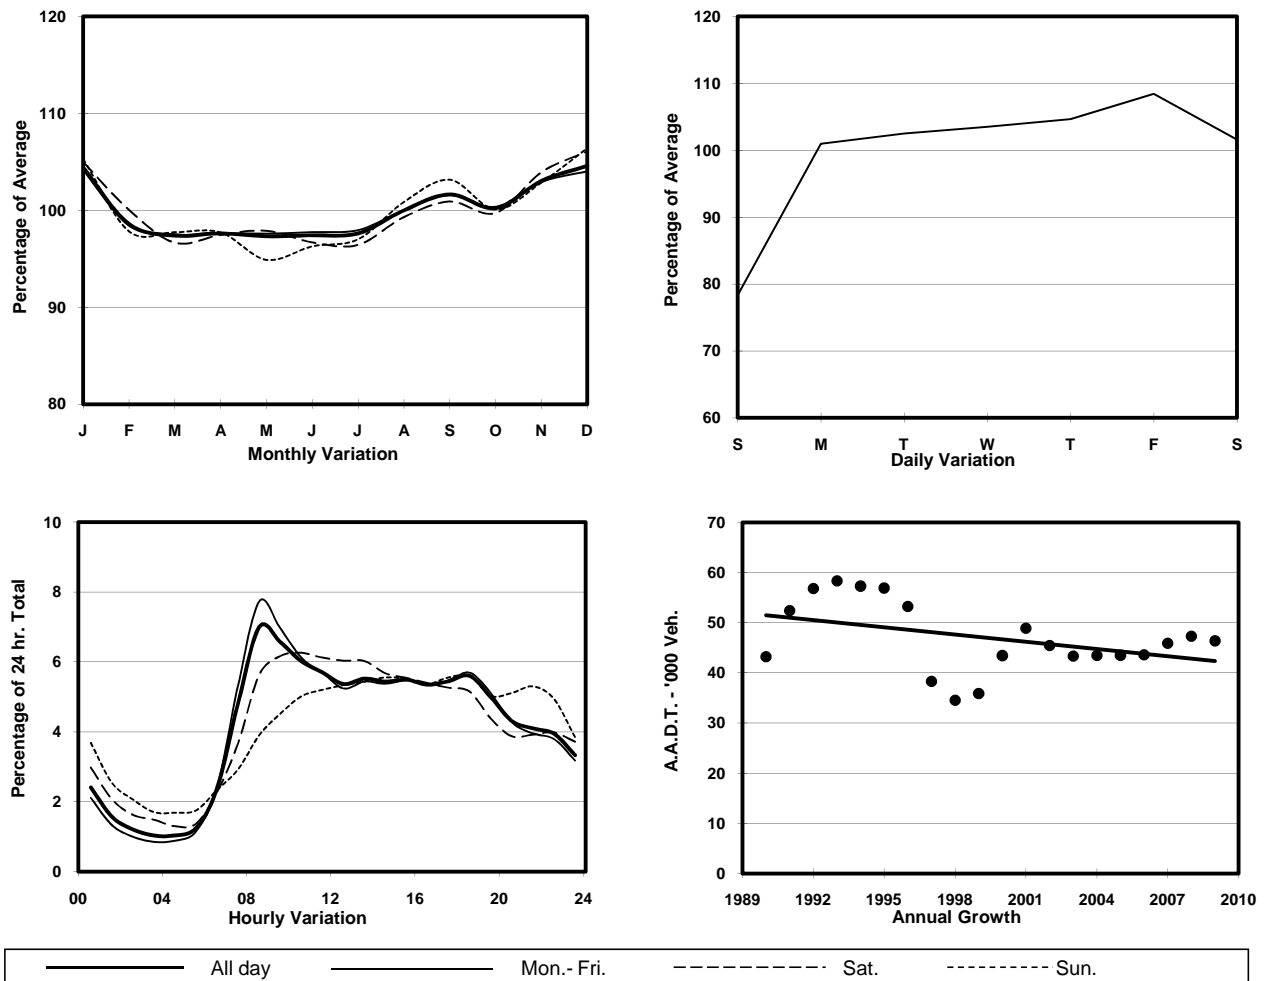 120
110
100
90
80
Percentage of Average
J F M A M J J A S O N D
Monthly Variation
120
110
100
90
80
70
60
Percentage of Average
S M T W T F S
Daily Variation
10
8
6
4
2
0
Percentage of 24 hr. Total
00 04 08 12 16 20 24
Hourly Variation
70
60
50
40
30
20
10
0
A.A.D.T. - '000 Veh.
1989 1992 1995 1998 2001 2004 2007 2010
Annual Growth
All day Mon.- Fri. Sat. Sun.